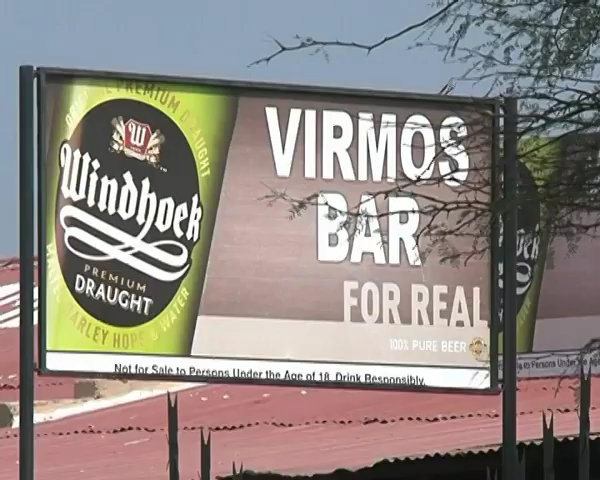 PREMIUM DRAUGHT
W
Windhoek
PREMIUM
DRAUGHT
BARLEY HOPS & WATER
VIRMOS
BAR
FOR REAL
100% PURE BEER
Not for Sale to Persons Under the Age of 18. Drink Responsibly.